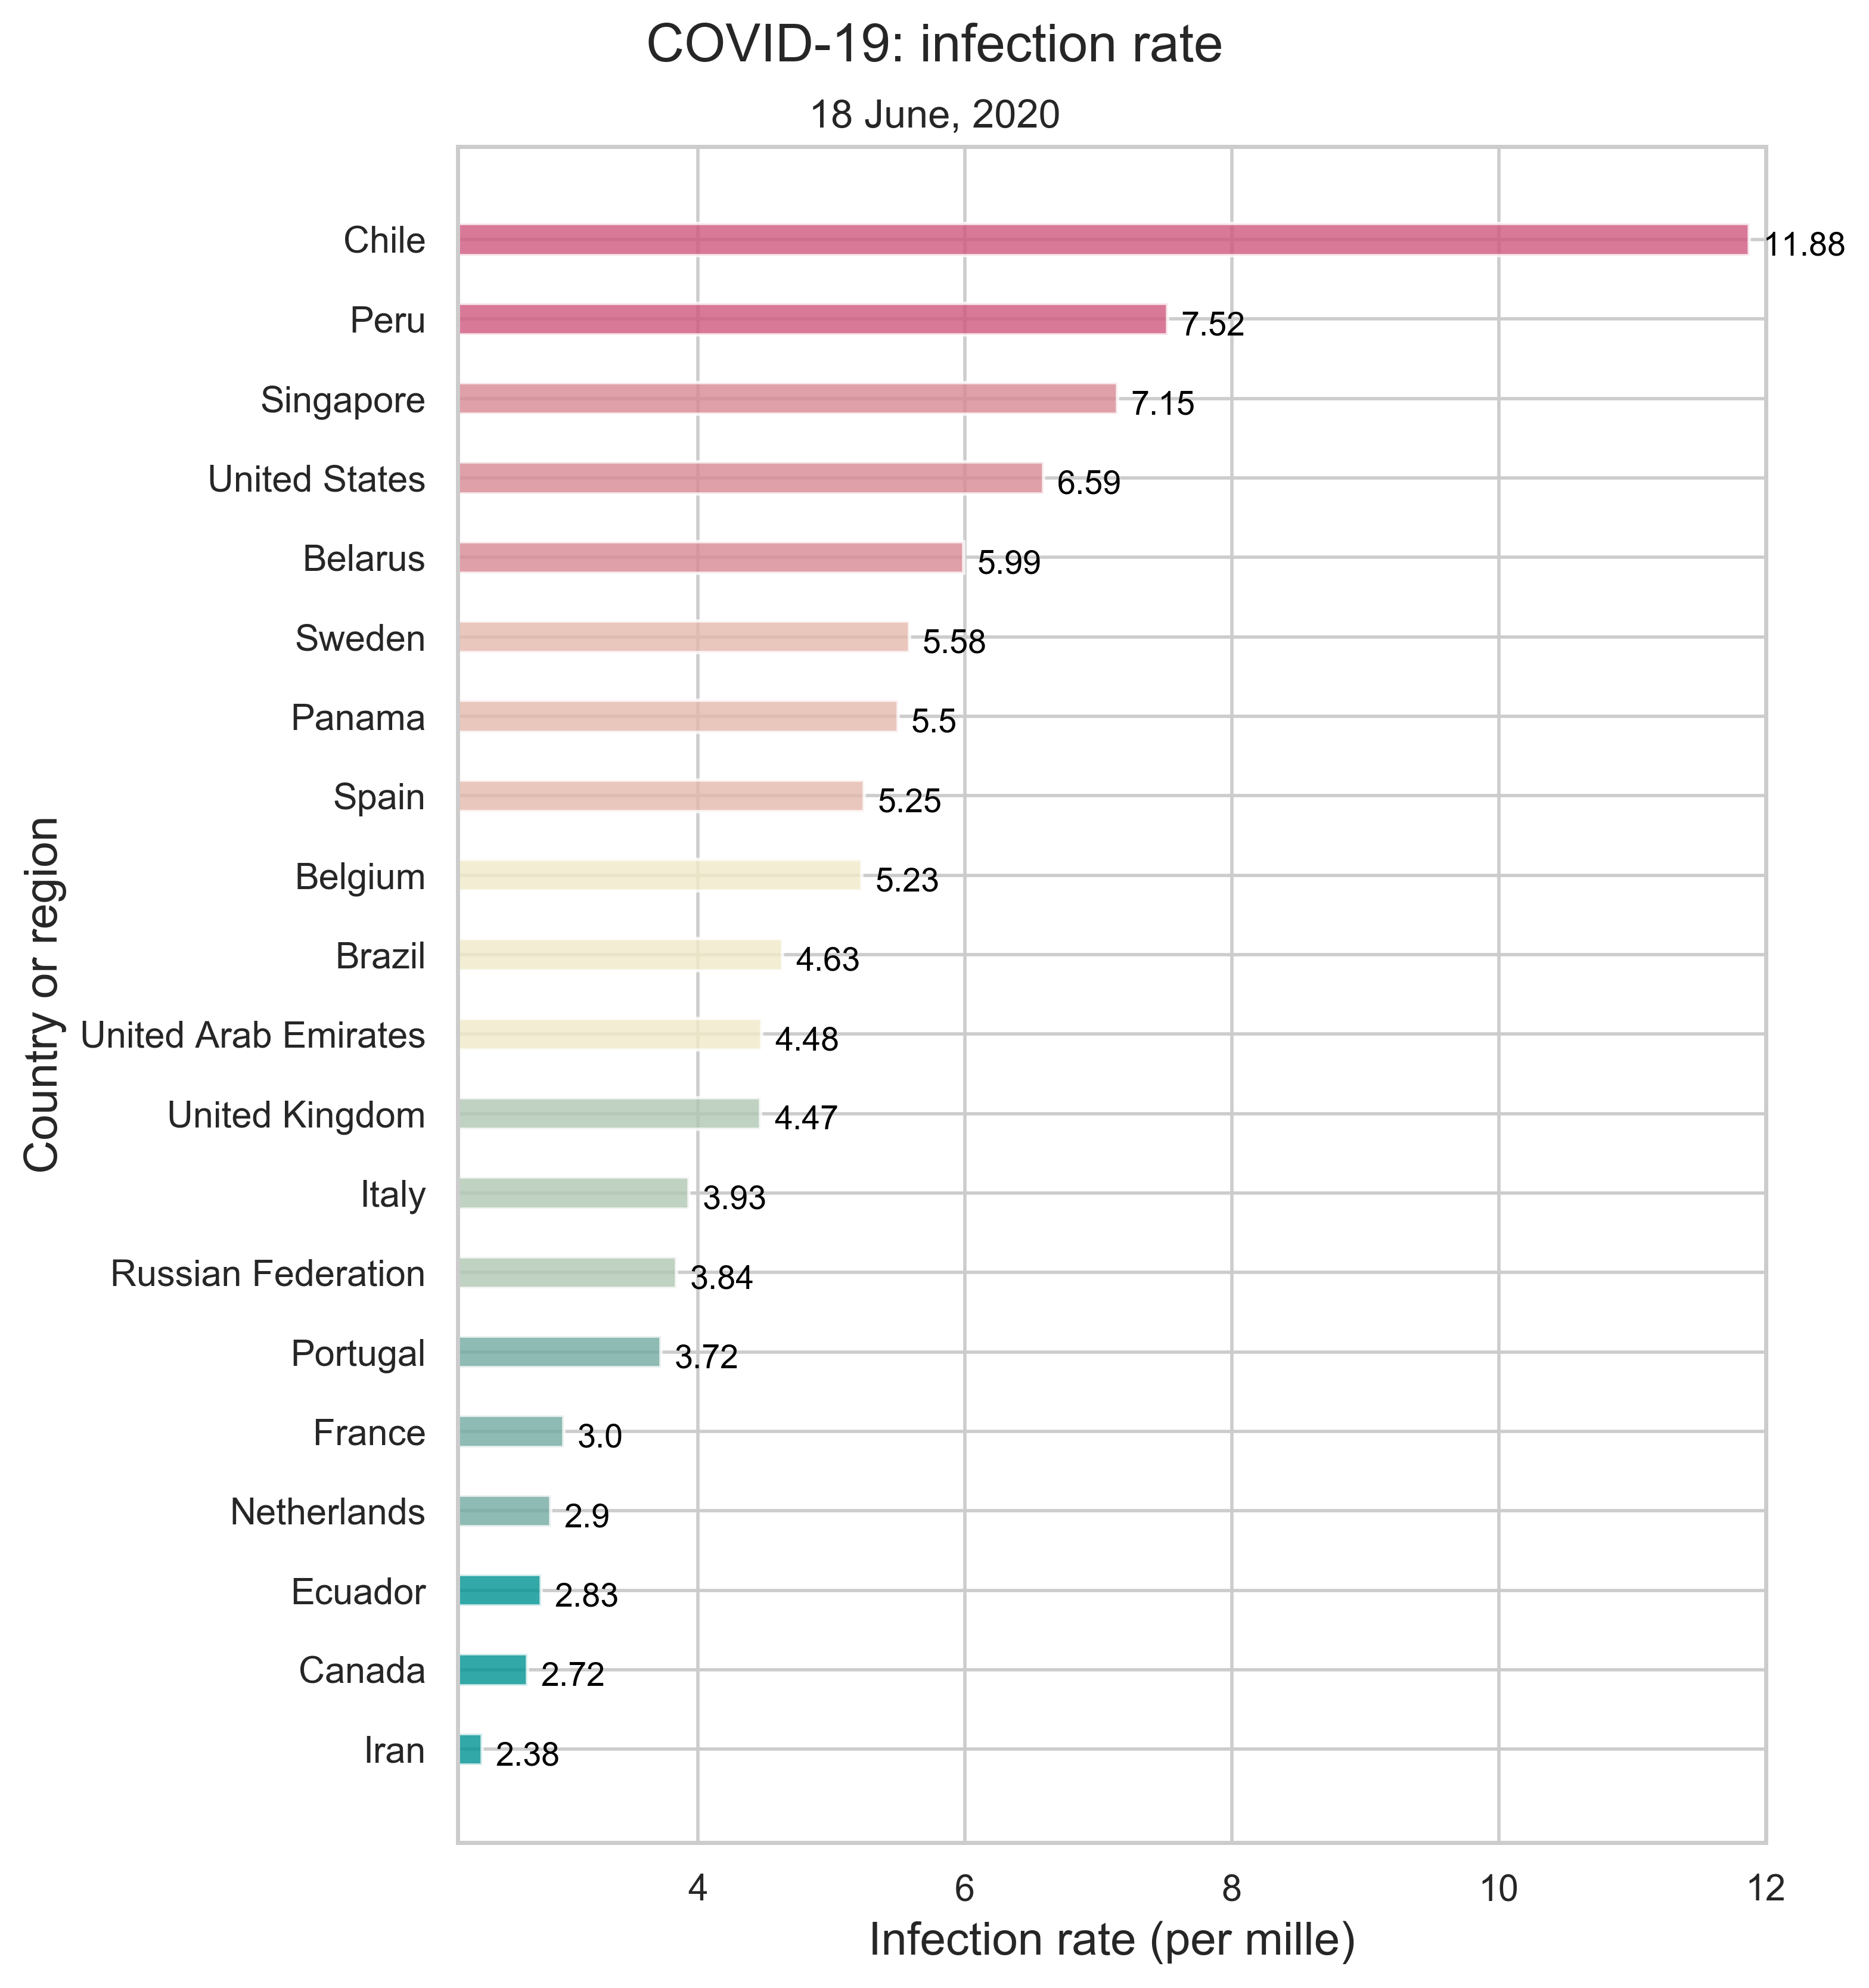 COVID-19: infection rate
18 June, 2020
Country or region
Chile 11.88
Peru 7.52
Singapore 7.15
United States 6.59
Belarus 5.99
Sweden 5.58
Panama 5.5
Spain 5.25
Belgium 5.23
Brazil 4.63
United Arab Emirates 4.48
United Kingdom 4.47
Italy 3.93
Russian Federation 3.84
Portugal 3.72
France 3.0
Netherlands 2.9
Ecuador 2.83
Canada 2.72
Iran 2.38
4 6 8 10 12
Infection rate (per mille)